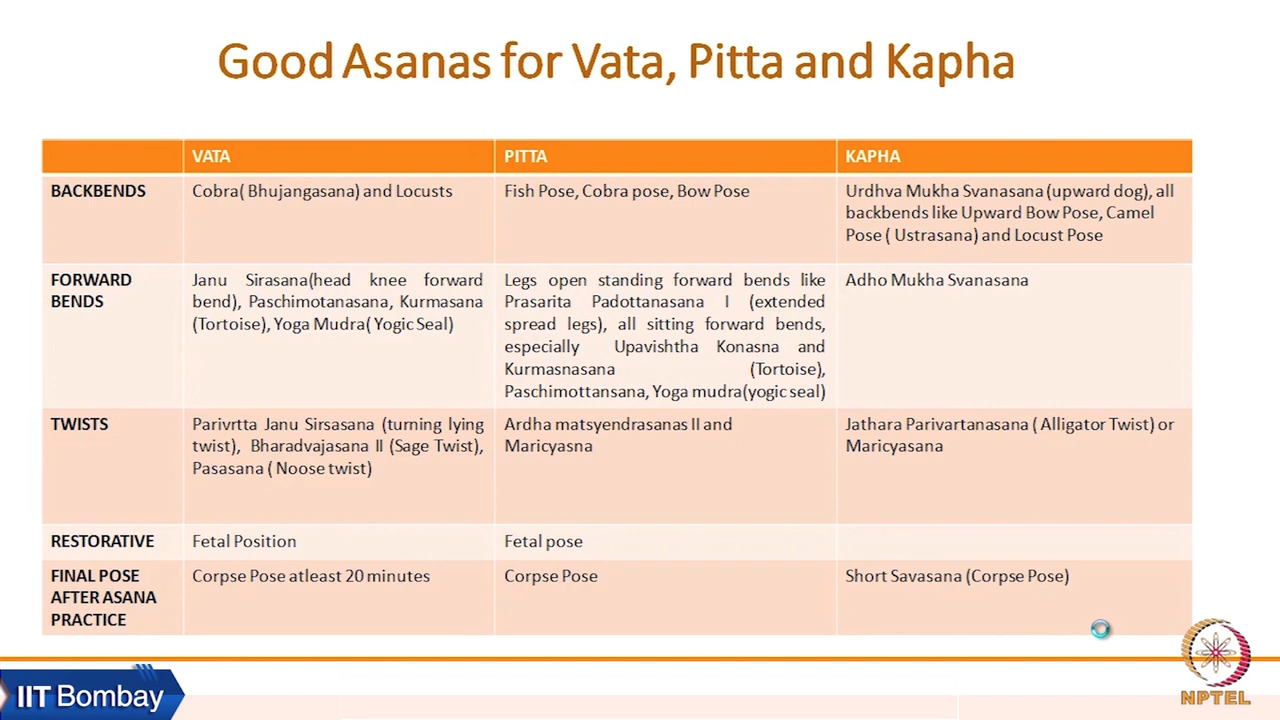 Good Asanas for Vata, Pitta and Kapha
VATA
PITTA
KAPHA
BACKBENDS
Cobra( Bhujangasana) and Locusts
Fish Pose, Cobra pose, Bow Pose
Urdhva Mukha Svanasana (upward dog), all
backbends like Upward Bow Pose, Camel
Pose ( Ustrasana) and Locust Pose
FORWARD
BENDS
Janu Sirasana(head knee forward
bend), Paschimotanasana, Kurmasana
(Tortoise), Yoga Mudra( Yogic Seal)
Legs open standing forward bends like
Prasarita Padottanasana I (extended
spread legs), all sitting forward bends,
especially Upavishtha Konasna and
Kurmasnasana (Tortoise),
Paschimottansana, Yoga mudra(yogic seal)
Adho Mukha Svanasana
TWISTS
Parivrtta Janu Sirsasana (turning lying
twist), Bharadvajasana II (Sage Twist),
Pasasana ( Noose twist)
Ardha matsyendrasanas II and
Maricyasna
Jathara Parivartanasana ( Alligator Twist) or
Maricyasana
RESTORATIVE
Fetal Position
Fetal pose
FINAL POSE
AFTER ASANA
PRACTICE
Corpse Pose atleast 20 minutes
Corpse Pose
Short Savasana (Corpse Pose)
IIT Bombay
NPTEL